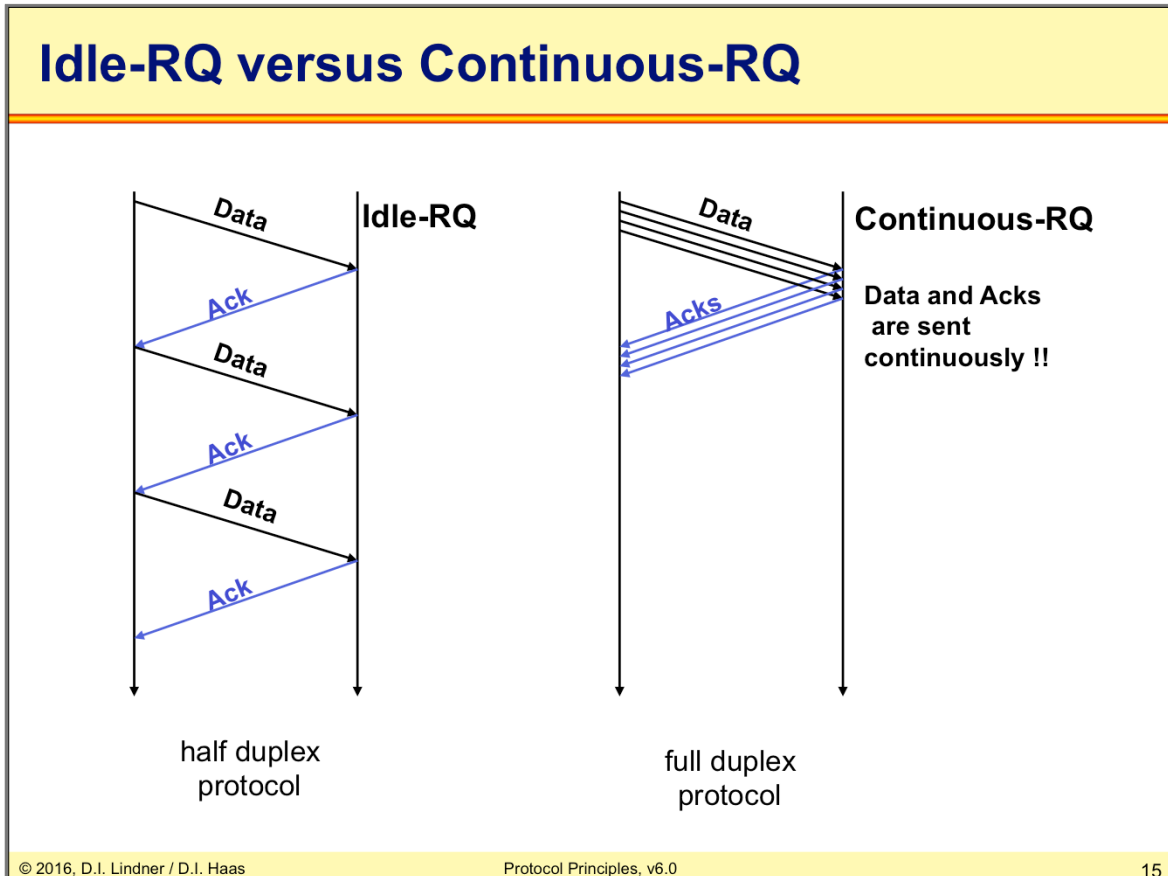 Idle-RQ versus Continuous-RQ
Data
Idle-RQ
Ack
Data
Ack
Data
Ack
half duplex
protocol
Data
Continuous-RQ
Acks
Data and Acks
are sent
continuously !!
full duplex
protocol
© 2016, D.I. Lindner / D.I. Haas
Protocol Principles, v6.0
15